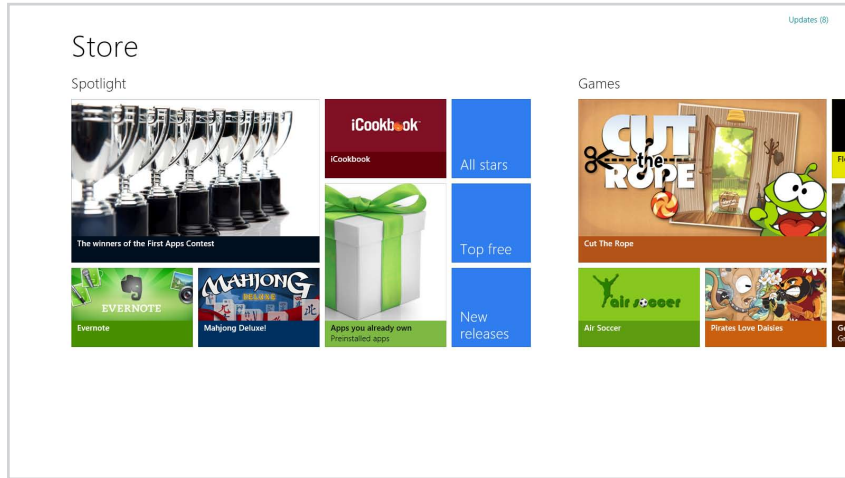 Updates (8)
Store
Spotlight
Games
iCookbook
iCookbook
All stars
CUT
the
ROPE
The winners of the First Apps Contest
Top free
Cut The Rope
EVERNOTE
Evernote
MAHJONG
DELUXE
Mahjong Deluxe!
Apps you already own
Preinstalled apps
New
releases
air soccer
Air Soccer
Pirates Love Daisies